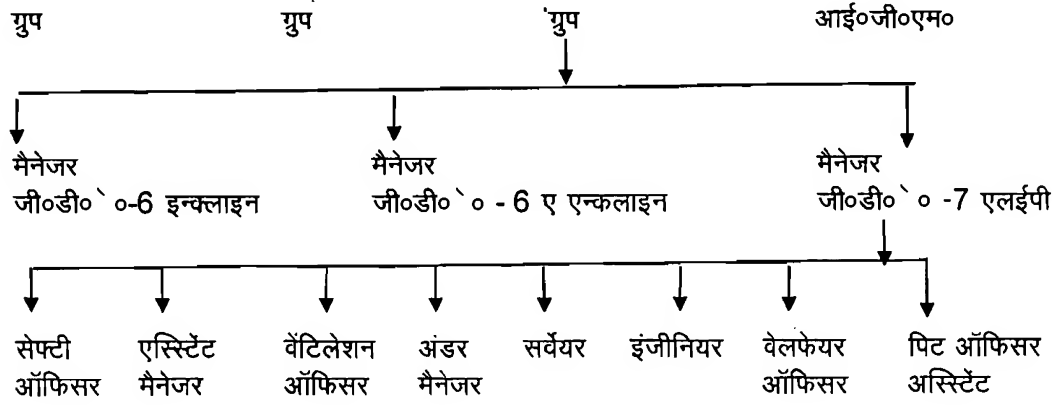 ग्रुप ग्रुप ग्रुप आई०जी०एम०
मैनेजर मैनेजर मैनेजर
जी०डी०`०-6 इन्क्लाइन जी०डी०`० - 6 ए एन्कलाइन जी०डी०`० -7 एलईपी
सेफ्टी एस्स्टिेंट वेंटिलेशन अंडर सर्वेयर इंजीनियर वेलफेयर पिट ऑफिसर
ऑफिसर मैनेजर ऑफिसर मैनेजर ऑफिसर अस्स्टिेंट